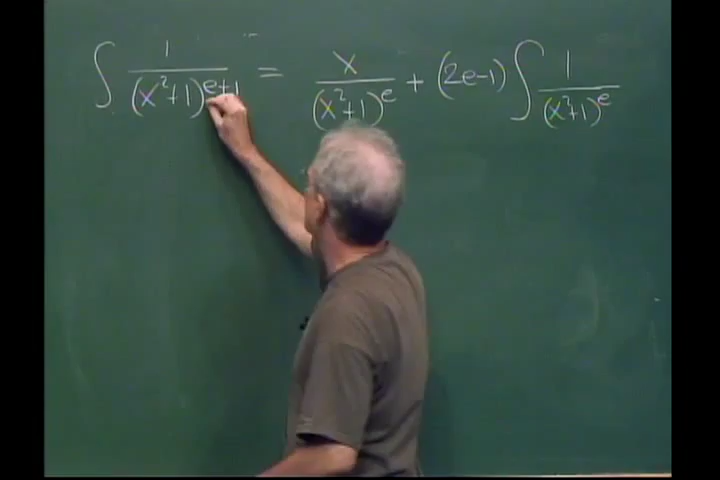 ∫ 1/(x²+1)^(e+1) = x/(x²+1)^e + (2e-1) ∫ 1/(x²+1)^e